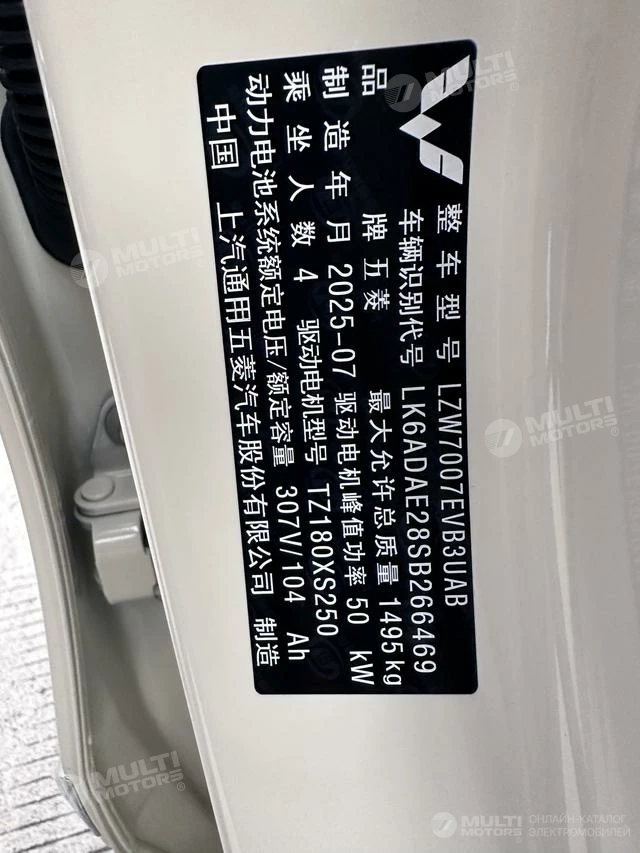 整车型号 LZW7007EVB3UAB
车辆识别代号 LK6ADAE28SB266469
品牌 五菱 最大允许总质量 1495kg
制造年月 2025-07 驱动电机峰值功率 50 kW
乘坐人数 4 驱动电机型号 TZ180XS250
动力电池系统额定电压/额定容量 307V/104 Ah
中国 上汽通用五菱汽车股份有限公司 制造
MULTI MOTORS®
MULTI MOTORS®
MULTI MOTORS®
MULTI MOTORS®
MULTI MOTORS®
ОНЛИЙН-КАТАЛОГ
ЭЛЕКТРОМОБИЛЕЙ